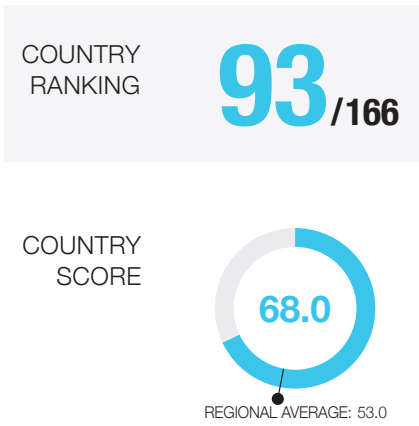 COUNTRY
RANKING
93/166
COUNTRY
SCORE
68.0
REGIONAL AVERAGE: 53.0